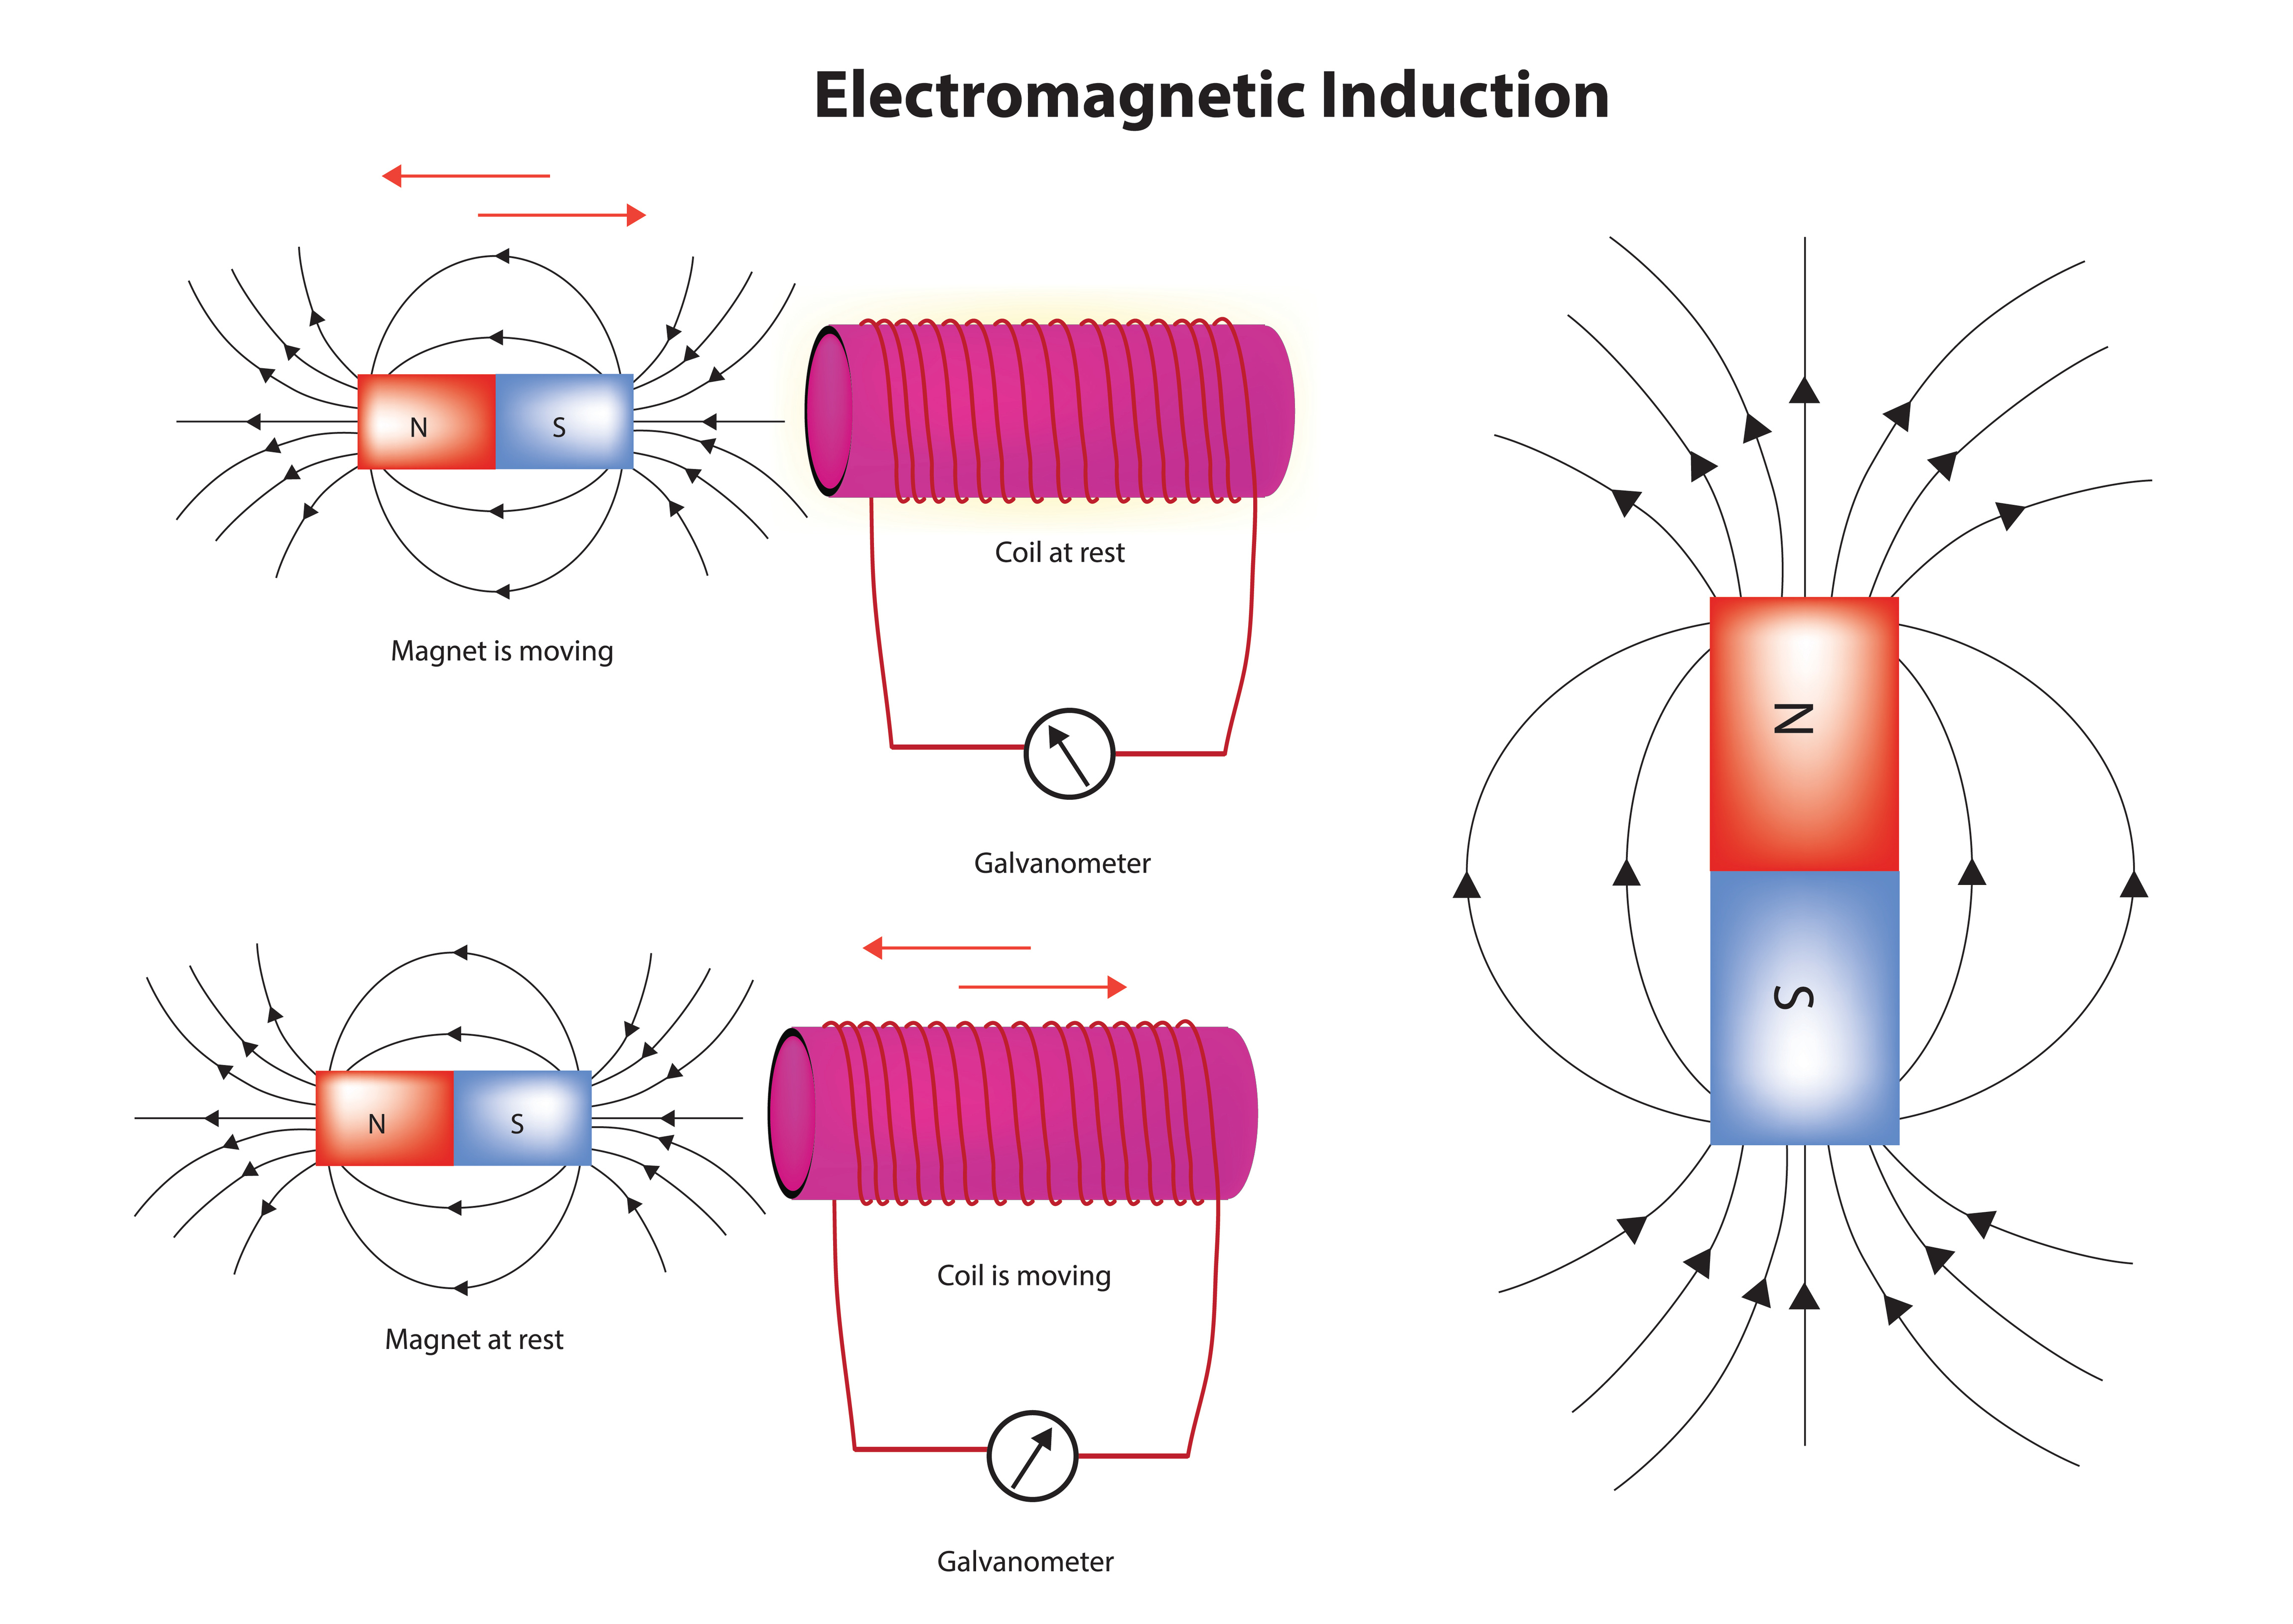 Electromagnetic Induction
N
S
Coil at rest
Magnet is moving
Galvanometer
N
S
N
S
Coil is moving
Magnet at rest
Galvanometer